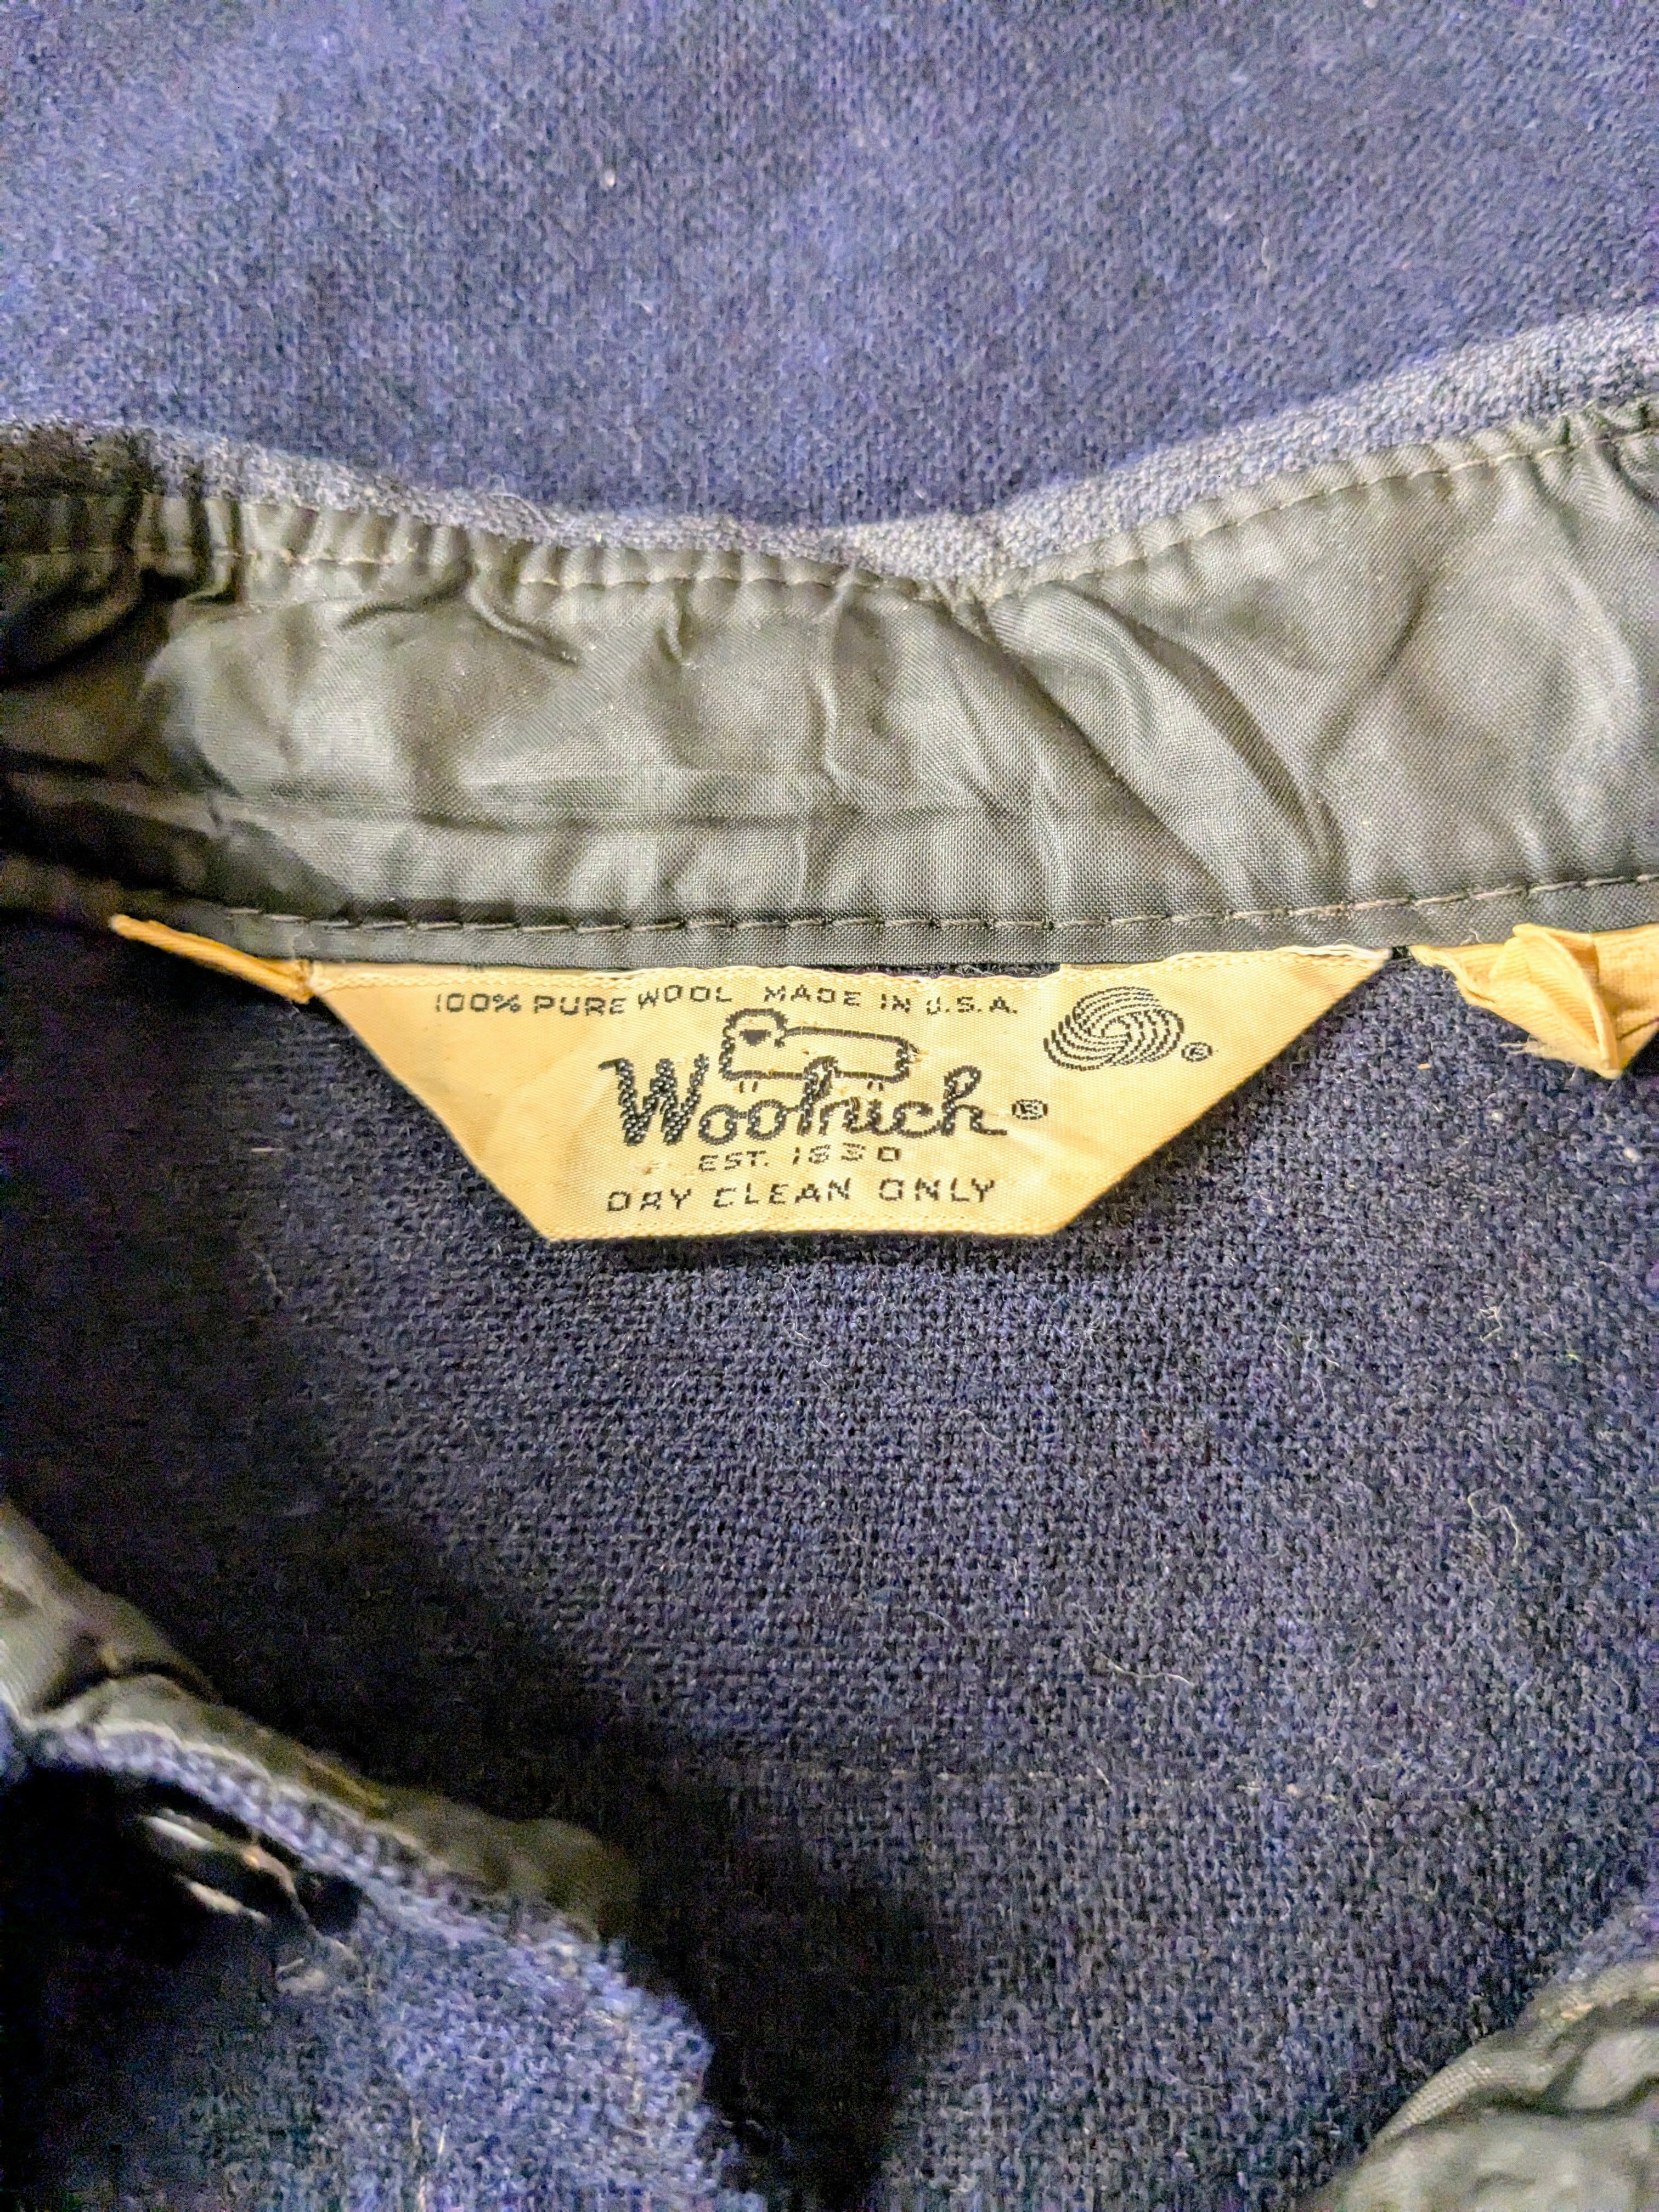 100% PURE WOOL MADE IN U.S.A.
Woolrich®
EST. 1830
DRY CLEAN ONLY